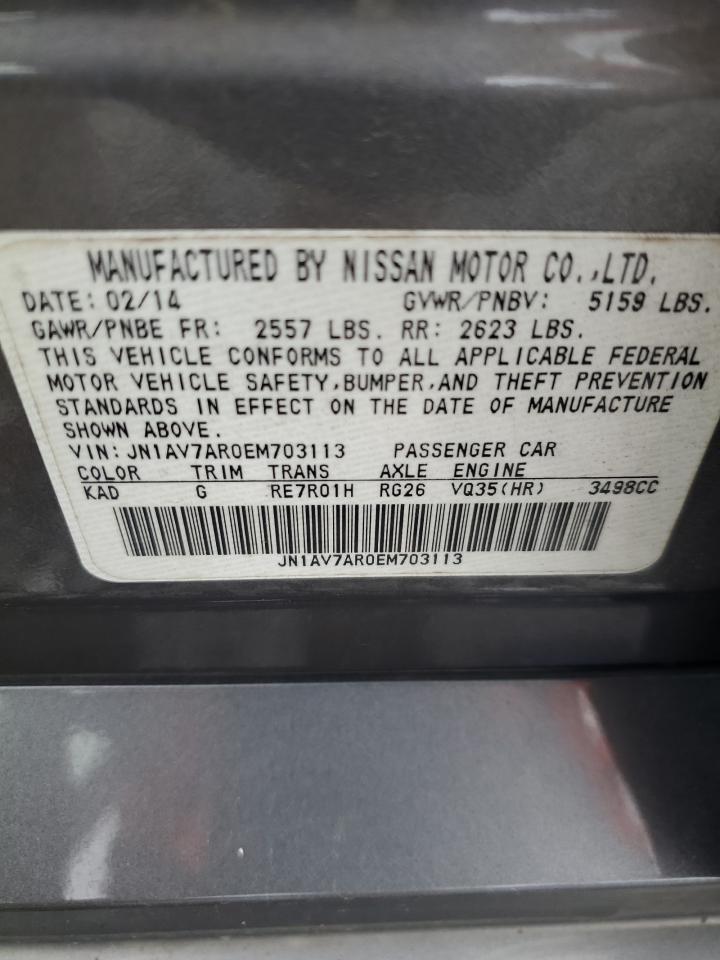 MANUFACTURED BY NISSAN MOTOR CO.,LTD.
DATE: 02/14 GVWR/PNBV: 5159 LBS.
GAWR/PNBE FR: 2557 LBS. RR: 2623 LBS.
THIS VEHICLE CONFORMS TO ALL APPLICABLE FEDERAL
MOTOR VEHICLE SAFETY,BUMPER,AND THEFT PREVENTION
STANDARDS IN EFFECT ON THE DATE OF MANUFACTURE
SHOWN ABOVE.
VIN: JN1AV7AR0EM703113 PASSENGER CAR
COLOR TRIM TRANS AXLE ENGINE
KAD G RE7R01H RG26 VQ35(HR) 3498CC
JN1AV7AR0EM703113